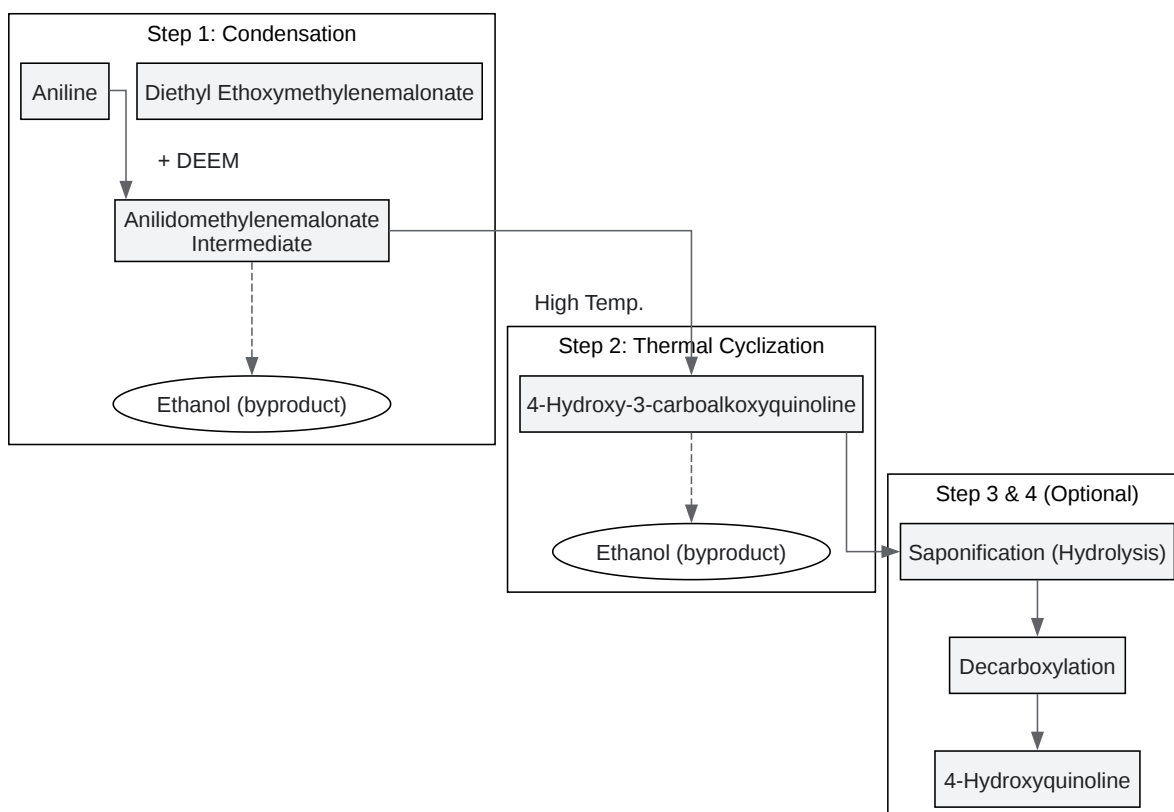 Step 1: Condensation
Aniline
Diethyl Ethoxymethylenemalonate
+ DEEM
Anilidomethylenemalonate
Intermediate
Ethanol (byproduct)
High Temp.
Step 2: Thermal Cyclization
4-Hydroxy-3-carboalkoxyquinoline
Ethanol (byproduct)
Step 3 & 4 (Optional)
Saponification (Hydrolysis)
Decarboxylation
4-Hydroxyquinoline